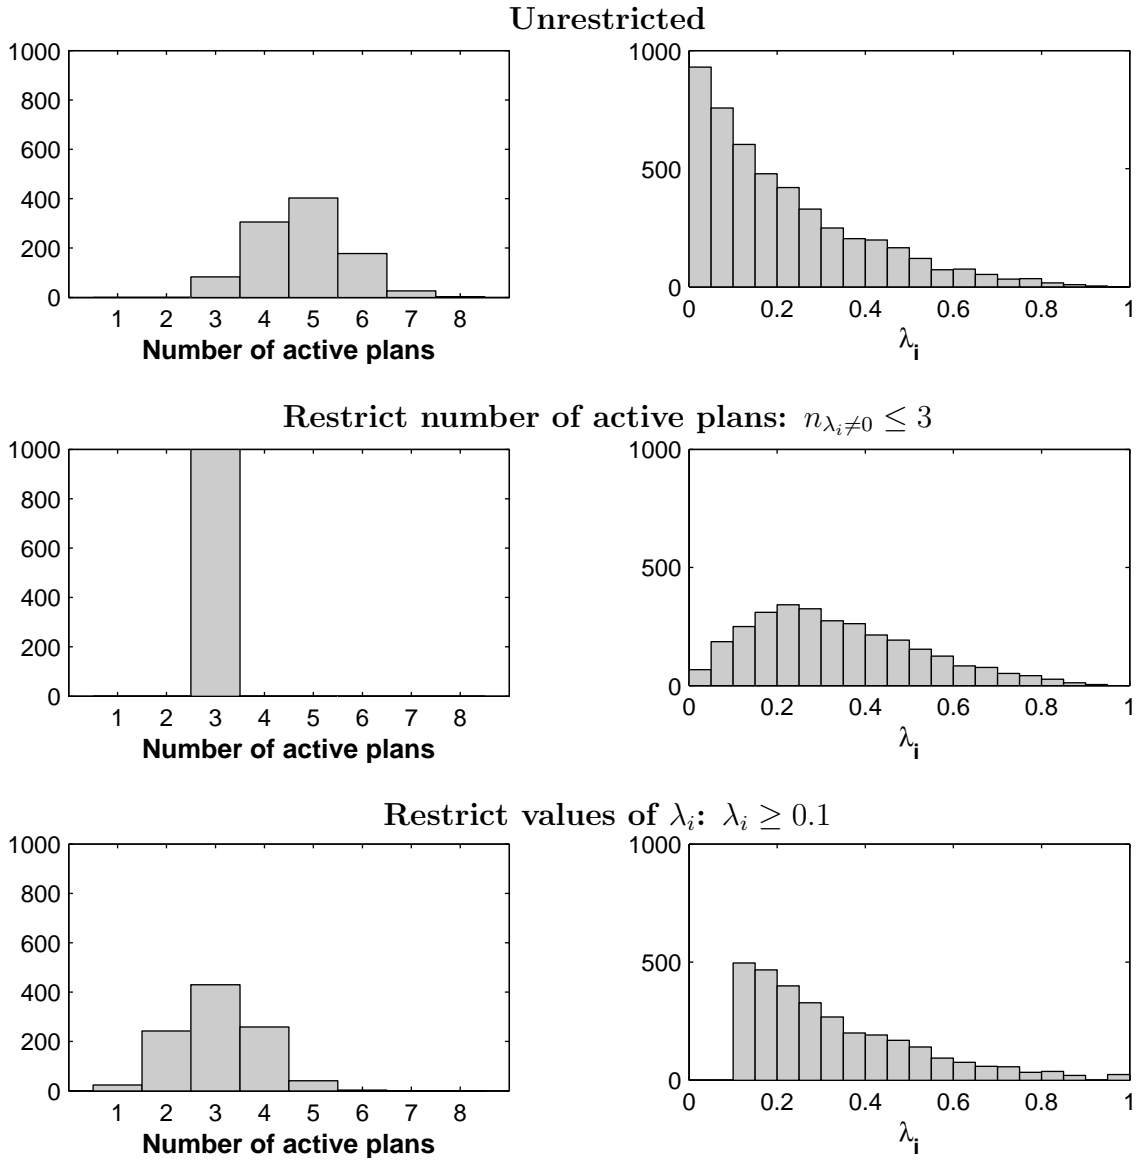 Unrestricted
1000
800
600
400
200
0
1 2 3 4 5 6 7 8
Number of active plans
1000
500
0
0 0.2 0.4 0.6 0.8 1
λi
Restrict number of active plans: nλi≠0 ≤ 3
1000
800
600
400
200
0
1 2 3 4 5 6 7 8
Number of active plans
1000
500
0
0 0.2 0.4 0.6 0.8 1
λi
Restrict values of λi: λi ≥ 0.1
1000
800
600
400
200
0
1 2 3 4 5 6 7 8
Number of active plans
1000
500
0
0 0.2 0.4 0.6 0.8 1
λi